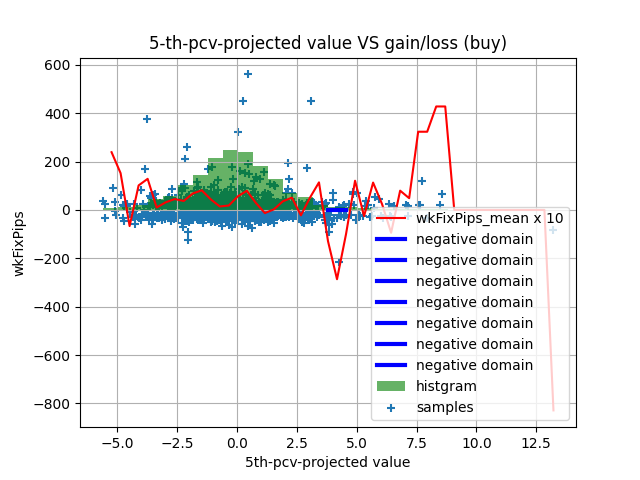 5-th-pcv-projected value VS gain/loss (buy)
600
400
200
0
−200
−400
−600
−800
wkFixPips
−5.0 −2.5 0.0 2.5 5.0 7.5 10.0 12.5
5th-pcv-projected value
wkFixPips_mean x 10
negative domain
negative domain
negative domain
negative domain
negative domain
negative domain
negative domain
histgram
samples